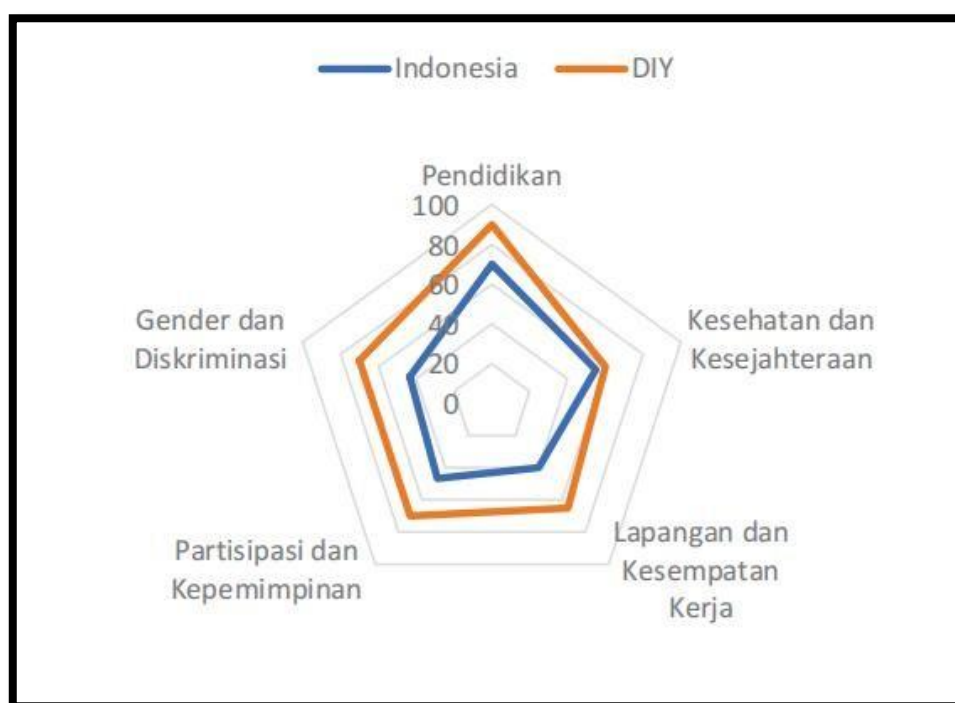 Indonesia DIY
Pendidikan
100
80
60
40
20
0
Kesehatan dan
Kesejahteraan
Lapangan dan
Kesempatan
Kerja
Partisipasi dan
Kepemimpinan
Gender dan
Diskriminasi